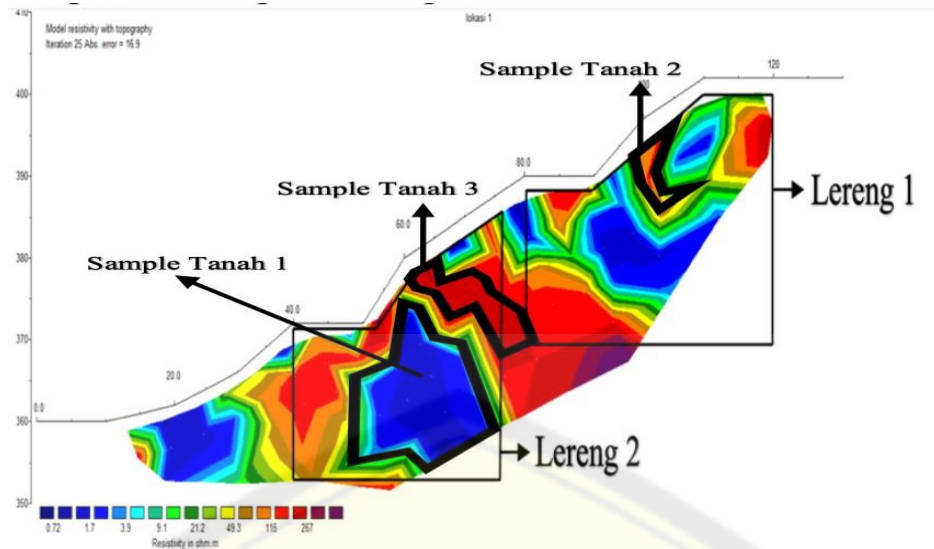 410
Model resistivity with topography
lokasi 1
Iteration 25 Abs. error = 16.9
120
Sample Tanah 2
400
390
80.0
Sample Tanah 3
Lereng 1
380
60.0
Sample Tanah 1
40.0
370
20.0
0.0
360
Lereng 2
350
0.72 1.7 3.9 9.1 21.2 49.3 115 267
Resistivity in ohm.m